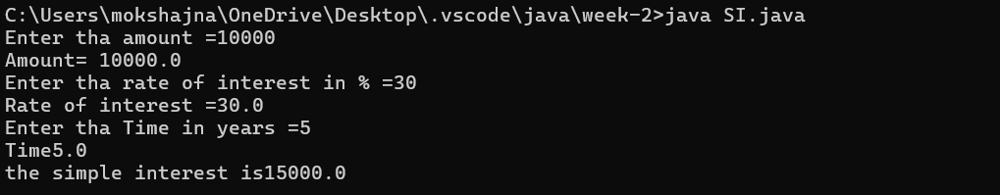 C:\Users\mokshajna\OneDrive\Desktop\.vscode\java\week-2>java SI.java
Enter tha amount =10000
Amount= 10000.0
Enter tha rate of interest in % =30
Rate of interest =30.0
Enter tha Time in years =5
Time5.0
the simple interest is15000.0